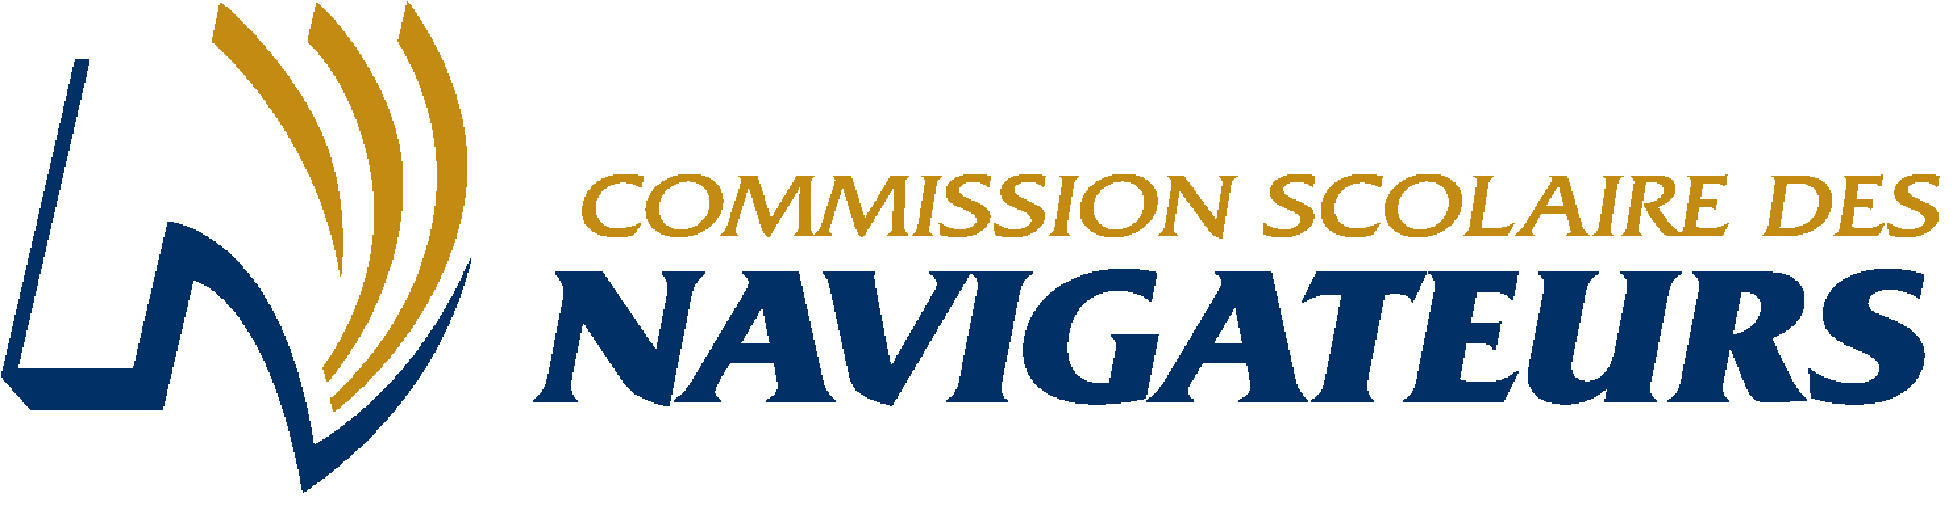 COMMISSION SCOLAIRE DES
NAVIGATEURS